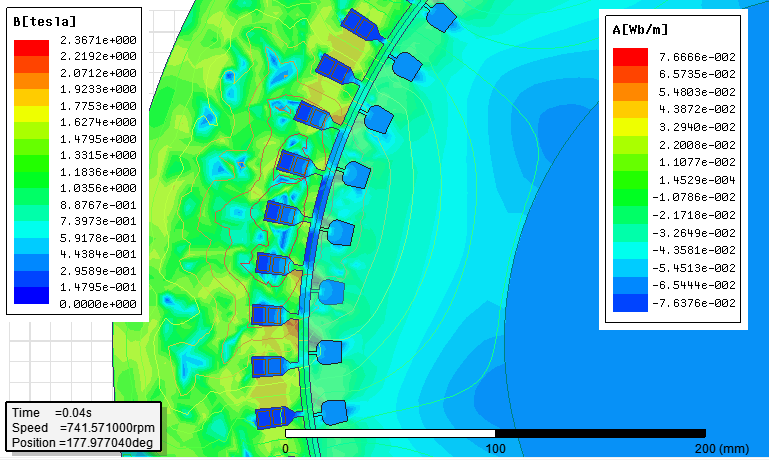 B[tesla]
2.3671e+000
2.2192e+000
2.0712e+000
1.9233e+000
1.7753e+000
1.6274e+000
1.4795e+000
1.3315e+000
1.1836e+000
1.0356e+000
8.8767e-001
7.3973e-001
5.9178e-001
4.4384e-001
2.9589e-001
1.4795e-001
0.0000e+000
A[Wb/m]
7.6666e-002
6.5735e-002
5.4803e-002
4.3872e-002
3.2940e-002
2.2008e-002
1.1077e-002
1.4529e-004
-1.0786e-002
-2.1718e-002
-3.2649e-002
-4.3581e-002
-5.4513e-002
-6.5444e-002
-7.6376e-002
Time =0.04s
Speed =741.571000rpm
Position =177.977040deg
0 100 200 (mm)